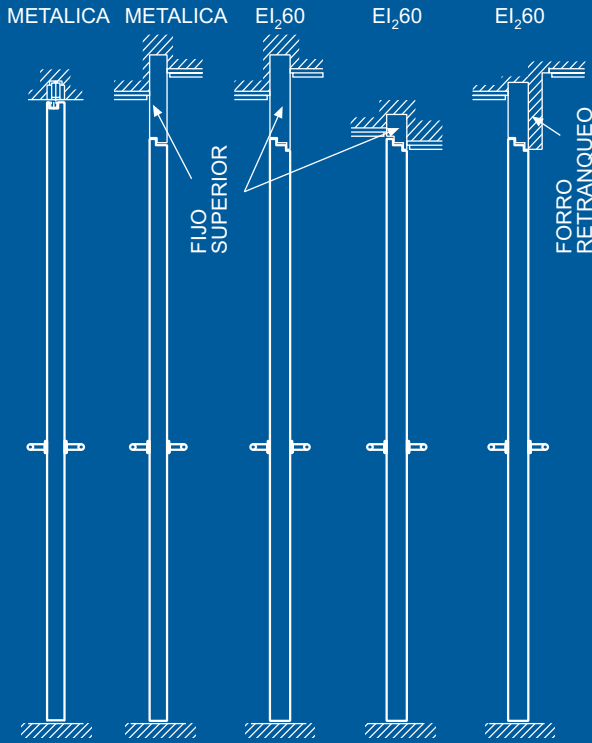 METALICA METALICA EI₂60 EI₂60 EI₂60
FIJO
SUPERIOR
FORRO
RETRANQUEO